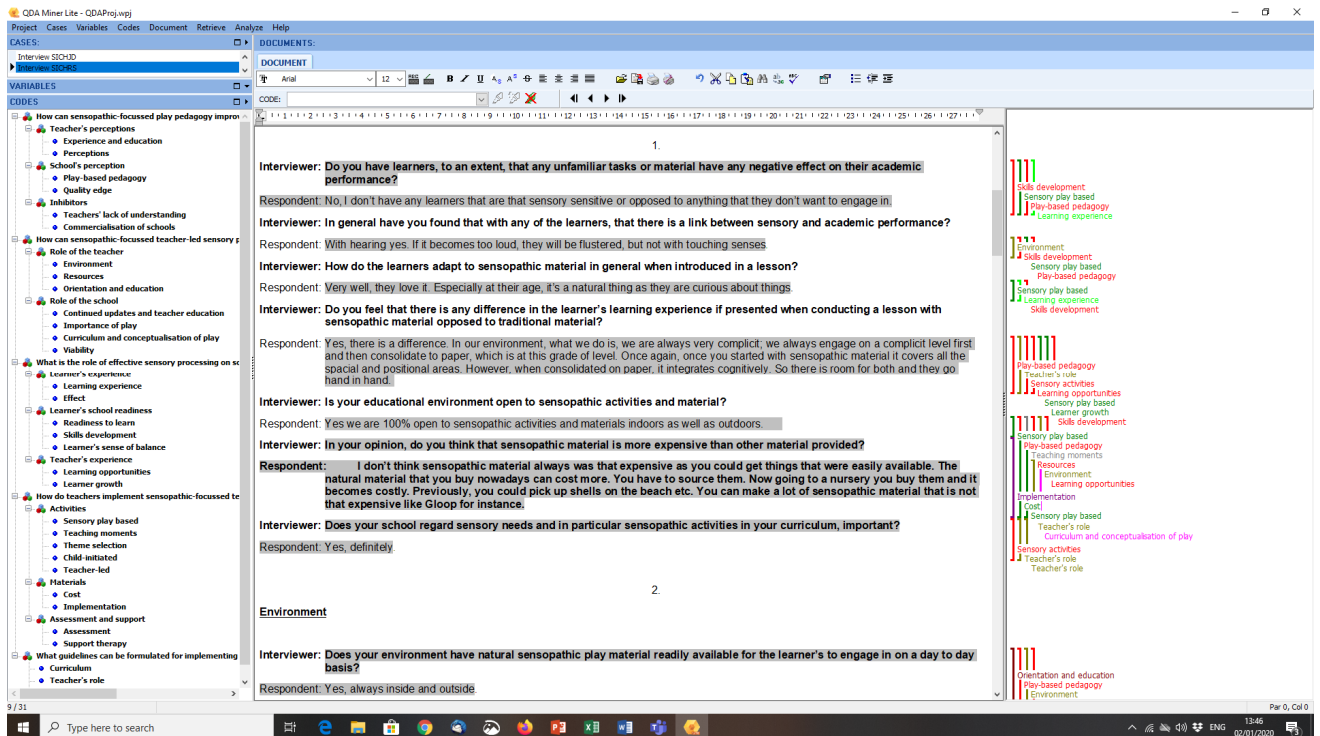 QDA Miner Lite - QDAProj.wpj
Project Cases Variables Codes Document Retrieve Analyze Help
CASES:
Interview SICHJD
Interview SICHRS
VARIABLES
CODES
How can sensopathic-focussed play pedagogy improv
Teacher's perceptions
Experience and education
Perceptions
School's perception
Play-based pedagogy
Quality edge
Inhibitors
Teachers' lack of understanding
Commercialisation of schools
How can sensopathic-focussed teacher-led sensory p
Role of the teacher
Environment
Resources
Orientation and education
Role of the school
Continued updates and teacher education
Importance of play
Curriculum and conceptualisation of play
Viability
What is the role of effective sensory processing on sc
Learner's experience
Learning experience
Effect
Learner's school readiness
Readiness to learn
Skills development
Learner's sense of balance
Teacher's experience
Learning opportunities
Learner growth
How do teachers implement sensopathic-focussed te
Activities
Sensory play based
Teaching moments
Theme selection
Child-initiated
Teacher-led
Materials
Cost
Implementation
Assessment and support
Assessment
Support therapy
What guidelines can be formulated for implementing
Curriculum
Teacher's role
DOCUMENTS:
DOCUMENT
Arial 12
CODE:
1 2 3 4 5 6 7 8 9 10 11 12 13 14 15 16 17 18 19 20 21 22 23 24 25 26 27
1.
Interviewer: Do you have learners, to an extent, that any unfamiliar tasks or material have any negative effect on their academic
performance?
Respondent: No, I don't have any learners that are that sensory sensitive or opposed to anything that they don't want to engage in.
Interviewer: In general have you found that with any of the learners, that there is a link between sensory and academic performance?
Respondent: With hearing yes. If it becomes too loud, they will be flustered, but not with touching senses.
Interviewer: How do the learners adapt to sensopathic material in general when introduced in a lesson?
Respondent: Very well, they love it. Especially at their age, it's a natural thing as they are curious about things.
Interviewer: Do you feel that there is any difference in the learner's learning experience if presented when conducting a lesson with
sensopathic material opposed to traditional material?
Respondent: Yes, there is a difference. In our environment, what we do is, we are always very complicit; we always engage on a complicit level first
and then consolidate to paper, which is at this grade of level. Once again, once you started with sensopathic material it covers all the
spacial and positional areas. However, when consolidated on paper, it integrates cognitively. So there is room for both and they go
hand in hand.
Interviewer: Is your educational environment open to sensopathic activities and material?
Respondent: Yes we are 100% open to sensopathic activities and materials indoors as well as outdoors.
Interviewer: In your opinion, do you think that sensopathic material is more expensive than other material provided?
Respondent: I don't think sensopathic material always was that expensive as you could get things that were easily available. The
natural material that you buy nowadays can cost more. You have to source them. Now going to a nursery you buy them and it
becomes costly. Previously, you could pick up shells on the beach etc. You can make a lot of sensopathic material that is not
that expensive like Gloop for instance.
Interviewer: Does your school regard sensory needs and in particular sensopathic activities in your curriculum, important?
Respondent: Yes, definitely.
2.
Environment
Interviewer: Does your environment have natural sensopathic play material readily available for the learner's to engage in on a day to day
basis?
Respondent: Yes, always inside and outside.
Skills development
Sensory play based
Play-based pedagogy
Learning experience
Environment
Skills development
Sensory play based
Play-based pedagogy
Sensory play based
Learning experience
Skills development
Play-based pedagogy
Teacher's role
Sensory activities
Learning opportunities
Sensory play based
Learner growth
Skills development
Sensory play based
Play-based pedagogy
Teaching moments
Resources
Environment
Learning opportunities
Implementation
Cost
Sensory play based
Teacher's role
Curriculum and conceptualisation of play
Sensory activities
Teacher's role
Teacher's role
Orientation and education
Play-based pedagogy
Environment
9 / 31
Par 0, Col 0
Type here to search
ENG
13:46
02/01/2020